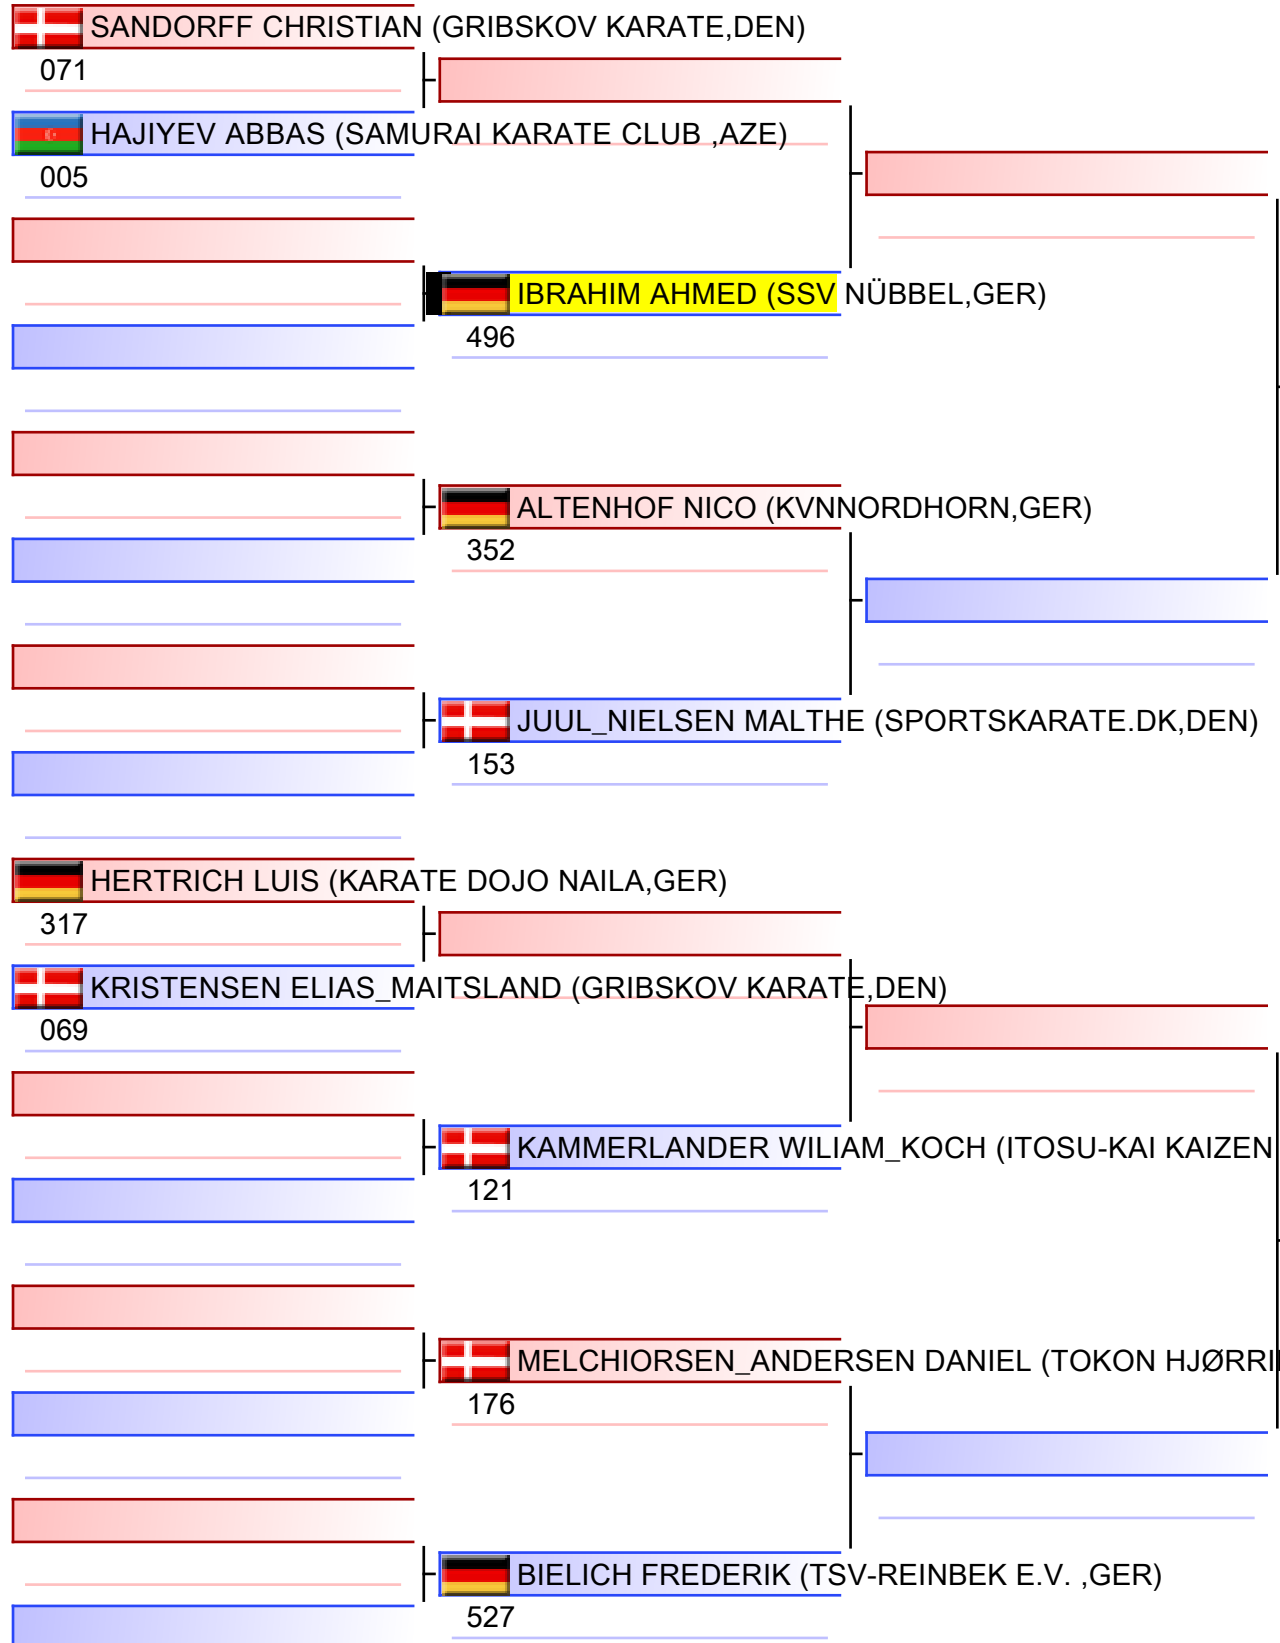 SANDORFF CHRISTIAN (GRIBSKOV KARATE,DEN)
071
HAJIYEV ABBAS (SAMURAI KARATE CLUB ,AZE)
005
IBRAHIM AHMED (SSV NÜBBEL,GER)
496
ALTENHOF NICO (KVNNORDHORN,GER)
352
JUUL_NIELSEN MALTHE (SPORTSKARATE.DK,DEN)
153
HERTRICH LUIS (KARATE DOJO NAILA,GER)
317
KRISTENSEN ELIAS_MAITSLAND (GRIBSKOV KARATE,DEN)
069
KAMMERLANDER WILIAM_KOCH (ITOSU-KAI KAIZEN
121
MELCHIORSEN_ANDERSEN DANIEL (TOKON HJØRRI
176
BIELICH FREDERIK (TSV-REINBEK E.V. ,GER)
527